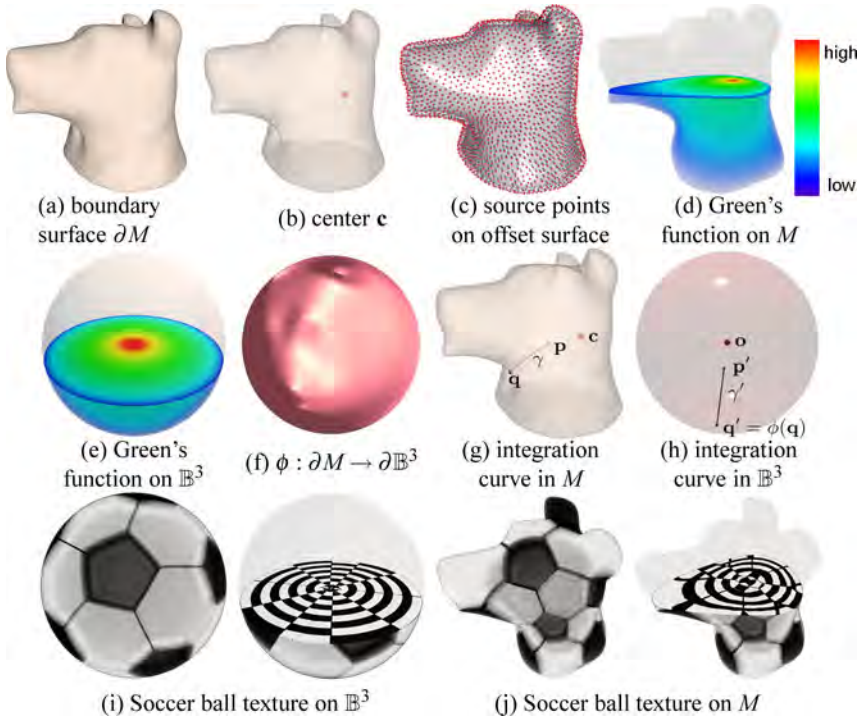 high
low
(a) boundary
surface ∂M
(b) center c
(c) source points
on offset surface
(d) Green's
function on M
c
p
γ
q
o
p′
γ′
q′ = ϕ(q)
(e) Green's
function on 𝔹³
(f) ϕ : ∂M → ∂𝔹³
(g) integration
curve in M
(h) integration
curve in 𝔹³
(i) Soccer ball texture on 𝔹³
(j) Soccer ball texture on M